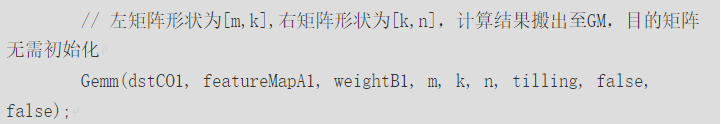 // 左矩阵形状为[m,k],右矩阵形状为[k,n]，计算结果搬出至GM，目的矩阵
无需初始化
Gemm(dstCO1, featureMapA1, weightB1, m, k, n, tilling, false,
false);